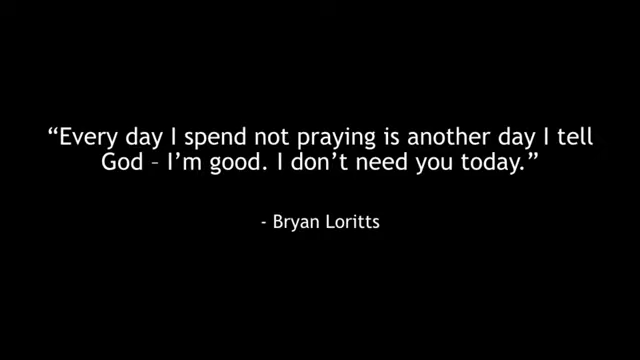 “Every day I spend not praying is another day I tell
God – I’m good. I don’t need you today.”
- Bryan Loritts